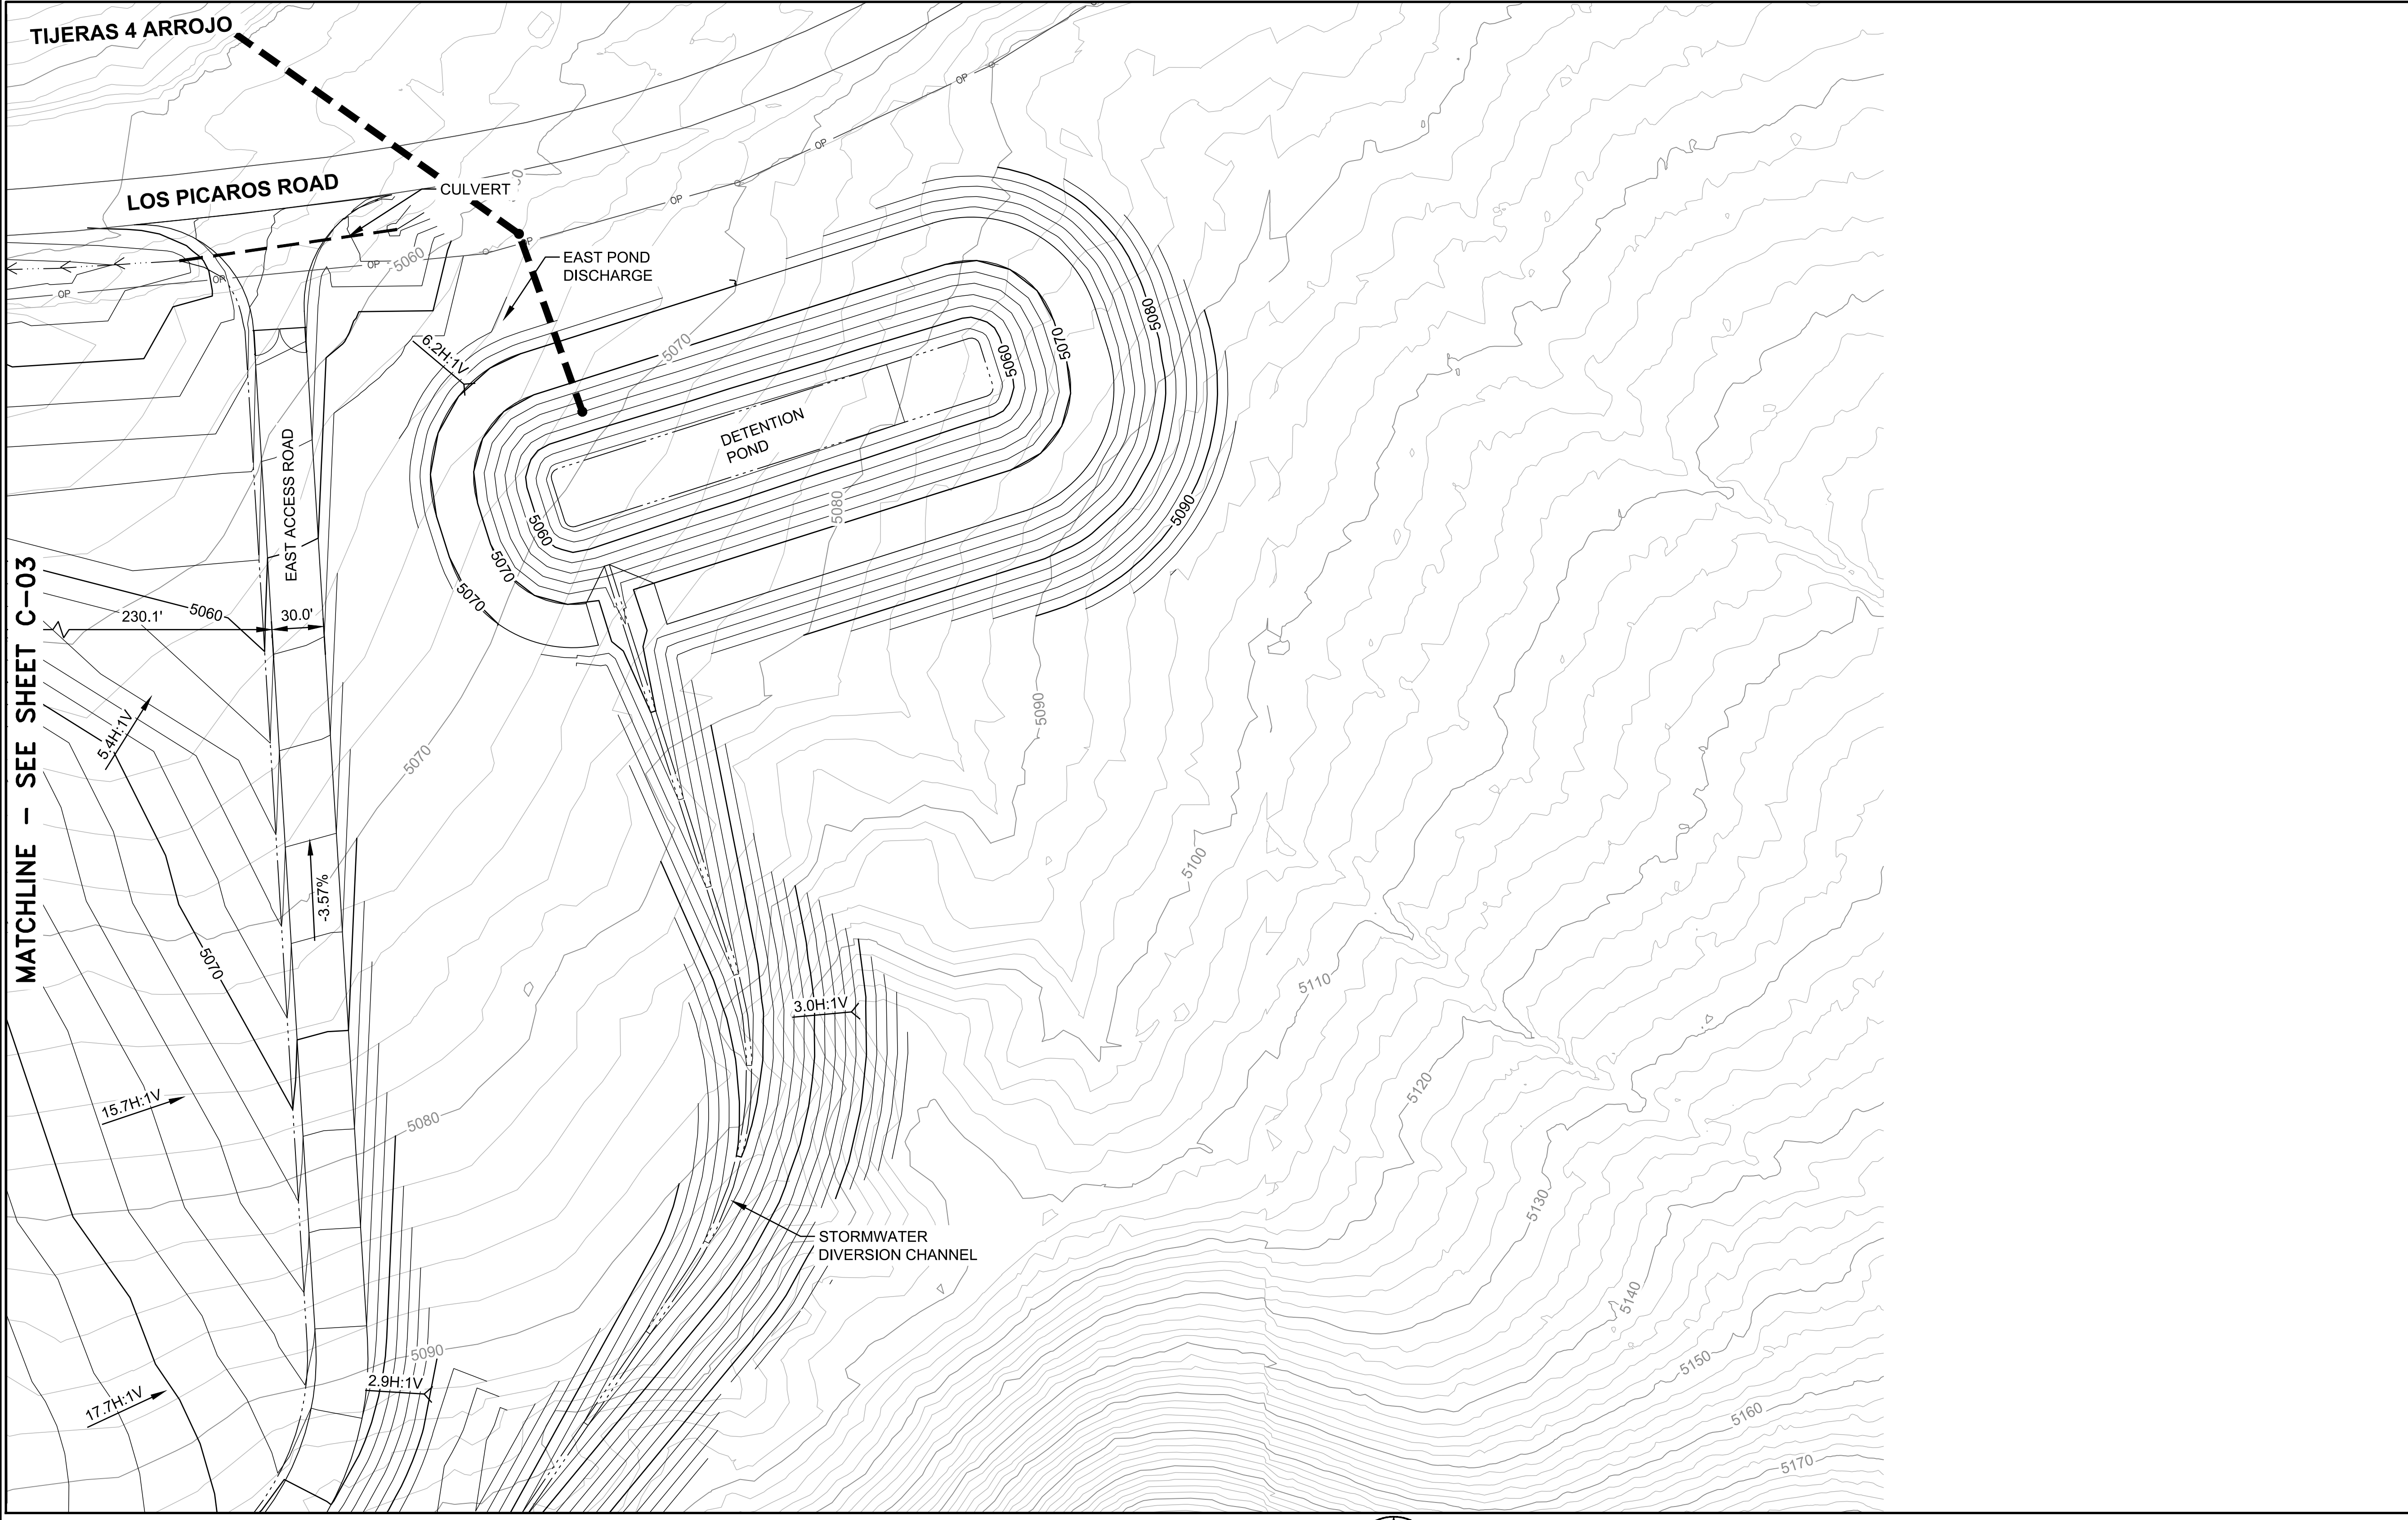 TIJERAS 4 ARROJO
LOS PICAROS ROAD
CULVERT
OP
OP
OP
OP
OP
OP
OP
5060
EAST POND
DISCHARGE
6.2H:1V
5070
5080
5070
5060
DETENTION
POND
5080
5090
5060
5070
5070
EAST ACCESS ROAD
MATCHLINE - SEE SHEET C-03
230.1'
5060
30.0'
5.4H:1V
5070
5090
5100
-3.57%
5070
5110
3.0H:1V
5120
15.7H:1V
5080
5130
STORMWATER
DIVERSION CHANNEL
5140
5090
2.9H:1V
17.7H:1V
5150
5160
5170